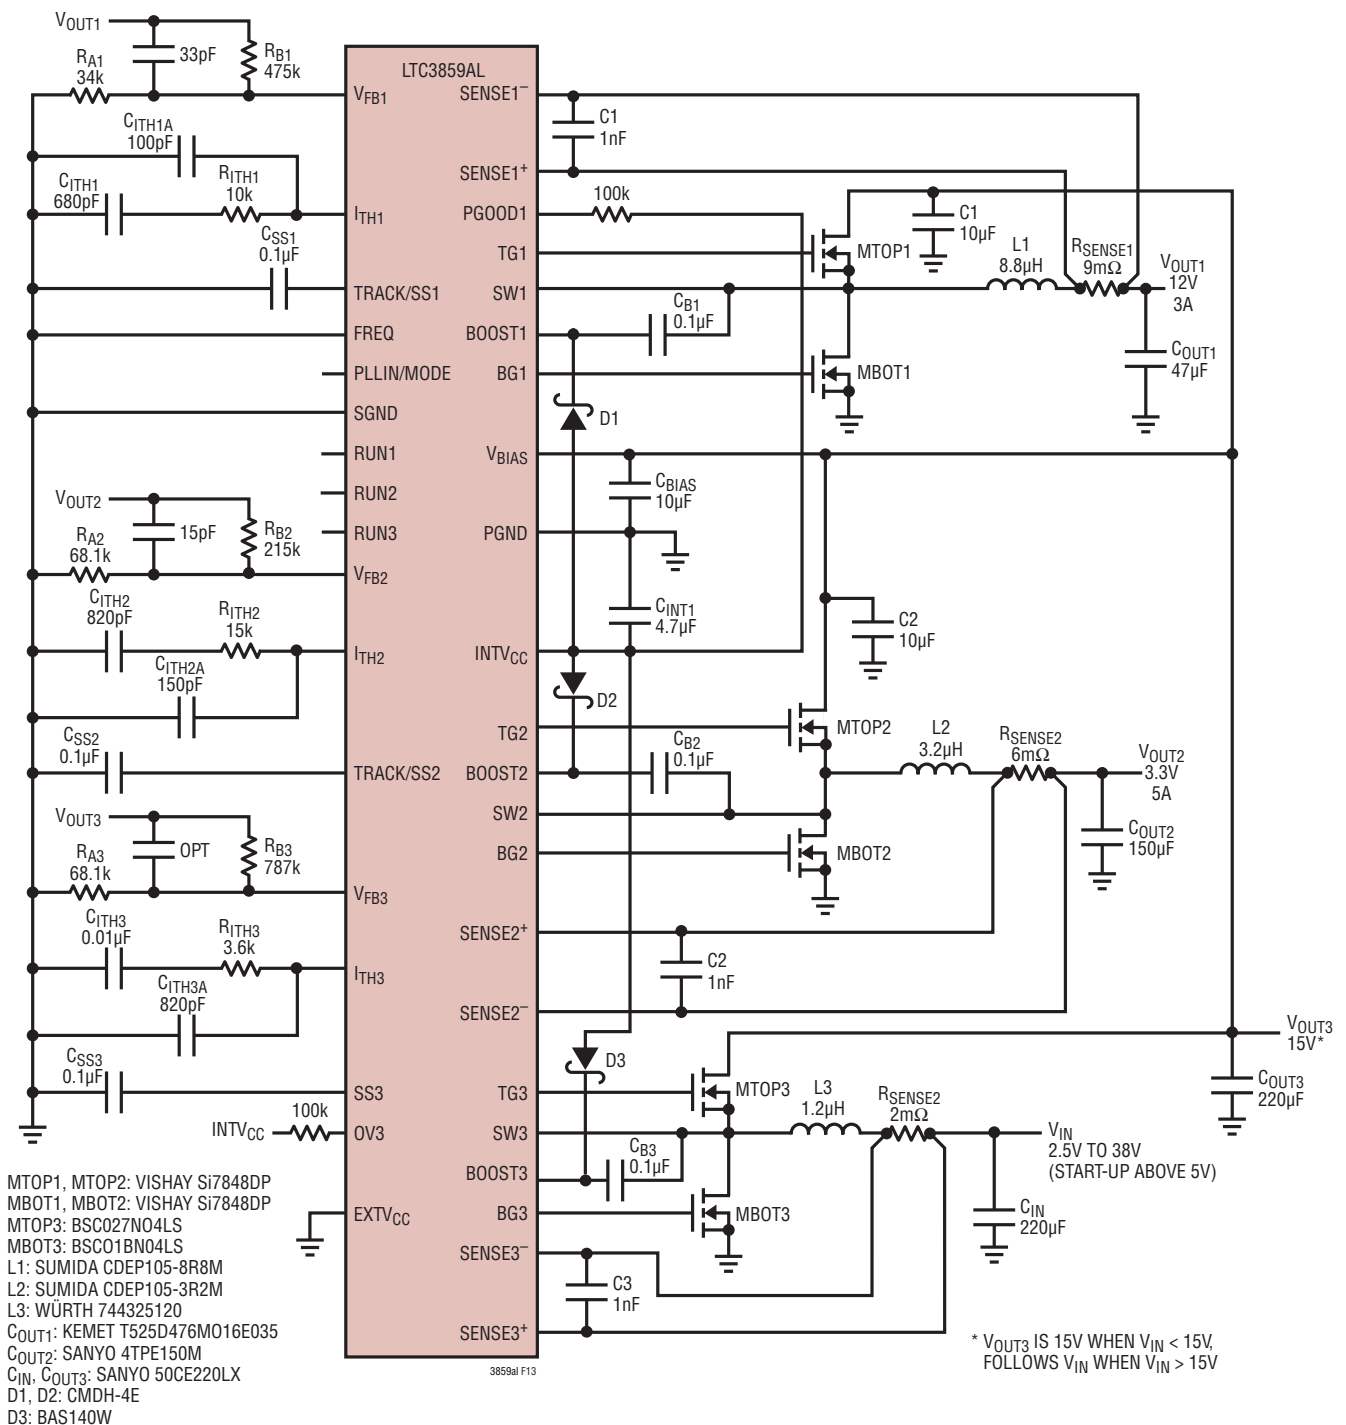 VOUT1
33pF
RB1
475k
RA1
34k
CITH1A
100pF
CITH1
680pF
RITH1
10k
CSS1
0.1µF
VOUT2
15pF
RB2
215k
RA2
68.1k
CITH2
820pF
RITH2
15k
CITH2A
150pF
CSS2
0.1µF
VOUT3
OPT
RB3
787k
RA3
68.1k
CITH3
0.01µF
RITH3
3.6k
CITH3A
820pF
CSS3
0.1µF
100k
INTVCC
LTC3859AL
VFB1
ITH1
TRACK/SS1
FREQ
PLLIN/MODE
SGND
RUN1
RUN2
RUN3
VFB2
ITH2
TRACK/SS2
VFB3
ITH3
SS3
OV3
EXTVCC
SENSE1–
SENSE1+
PGOOD1
TG1
SW1
BOOST1
BG1
VBIAS
PGND
INTVCC
TG2
BOOST2
SW2
BG2
SENSE2+
SENSE2–
TG3
SW3
BOOST3
BG3
SENSE3–
SENSE3+
C1
1nF
100k
C1
10µF
MTOP1
L1
8.8µH
RSENSE1
9mΩ
VOUT1
12V
3A
CB1
0.1µF
MBOT1
COUT1
47µF
D1
CBIAS
10µF
CINT1
4.7µF
C2
10µF
D2
MTOP2
L2
3.2µH
RSENSE2
6mΩ
VOUT2
3.3V
5A
CB2
0.1µF
MBOT2
COUT2
150µF
C2
1nF
VOUT3
15V*
D3
MTOP3
L3
1.2µH
RSENSE2
2mΩ
COUT3
220µF
VIN
2.5V TO 38V
(START-UP ABOVE 5V)
CB3
0.1µF
MBOT3
CIN
220µF
C3
1nF
MTOP1, MTOP2: VISHAY Si7848DP
MBOT1, MBOT2: VISHAY Si7848DP
MTOP3: BSC027NO4LS
MBOT3: BSCO1BN04LS
L1: SUMIDA CDEP105-8R8M
L2: SUMIDA CDEP105-3R2M
L3: WÜRTH 744325120
COUT1: KEMET T525D476MO16E035
COUT2: SANYO 4TPE150M
CIN, COUT3: SANYO 50CE220LX
D1, D2: CMDH-4E
D3: BAS140W
3859al F13
* VOUT3 IS 15V WHEN VIN < 15V,
FOLLOWS VIN WHEN VIN > 15V